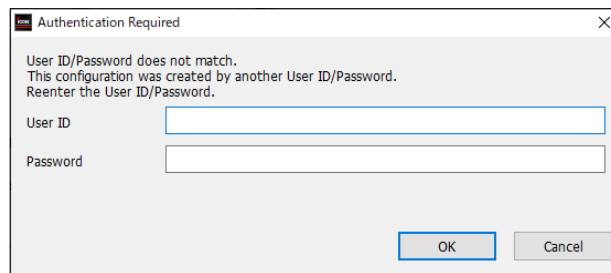 Authentication Required
User ID/Password does not match.
This configuration was created by another User ID/Password.
Reenter the User ID/Password.
User ID
Password
OK
Cancel